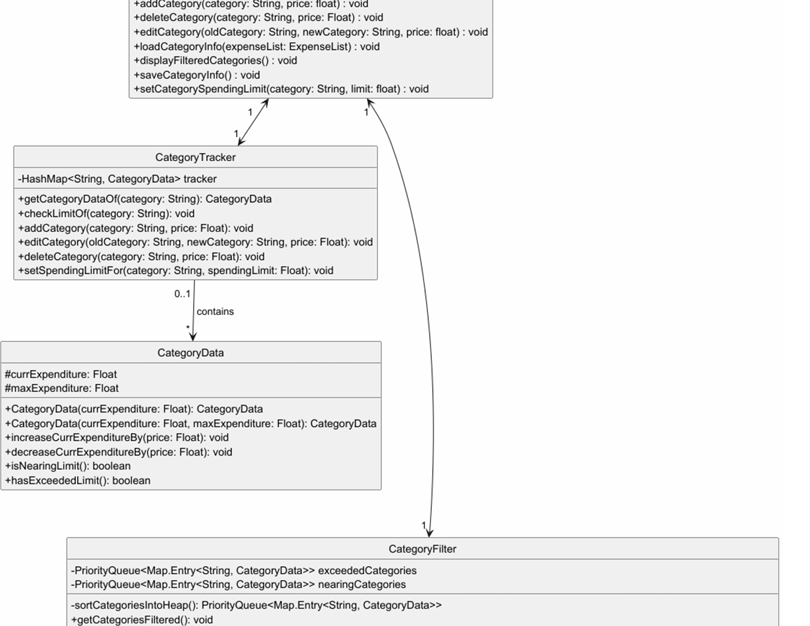 +addCategory(category: String, price: float) : void
+deleteCategory(category: String, price: Float) : void
+editCategory(oldCategory: String, newCategory: String, price: float) : void
+loadCategoryInfo(expenseList: ExpenseList) : void
+displayFilteredCategories() : void
+saveCategoryInfo() : void
+setCategorySpendingLimit(category: String, limit: float) : void
1
1
1
CategoryTracker
-HashMap<String, CategoryData> tracker
+getCategoryDataOf(category: String): CategoryData
+checkLimitOf(category: String): void
+addCategory(category: String, price: Float): void
+editCategory(oldCategory: String, newCategory: String, price: Float): void
+deleteCategory(category: String, price: Float): void
+setSpendingLimitFor(category: String, spendingLimit: Float): void
0..1
contains
*
CategoryData
#currExpenditure: Float
#maxExpenditure: Float
+CategoryData(currExpenditure: Float): CategoryData
+CategoryData(currExpenditure: Float, maxExpenditure: Float): CategoryData
+increaseCurrExpenditureBy(price: Float): void
+decreaseCurrExpenditureBy(price: Float): void
+isNearingLimit(): boolean
+hasExceededLimit(): boolean
1
CategoryFilter
-PriorityQueue<Map.Entry<String, CategoryData>> exceededCategories
-PriorityQueue<Map.Entry<String, CategoryData>> nearingCategories
-sortCategoriesIntoHeap(): PriorityQueue<Map.Entry<String, CategoryData>>
+getCategoriesFiltered(): void